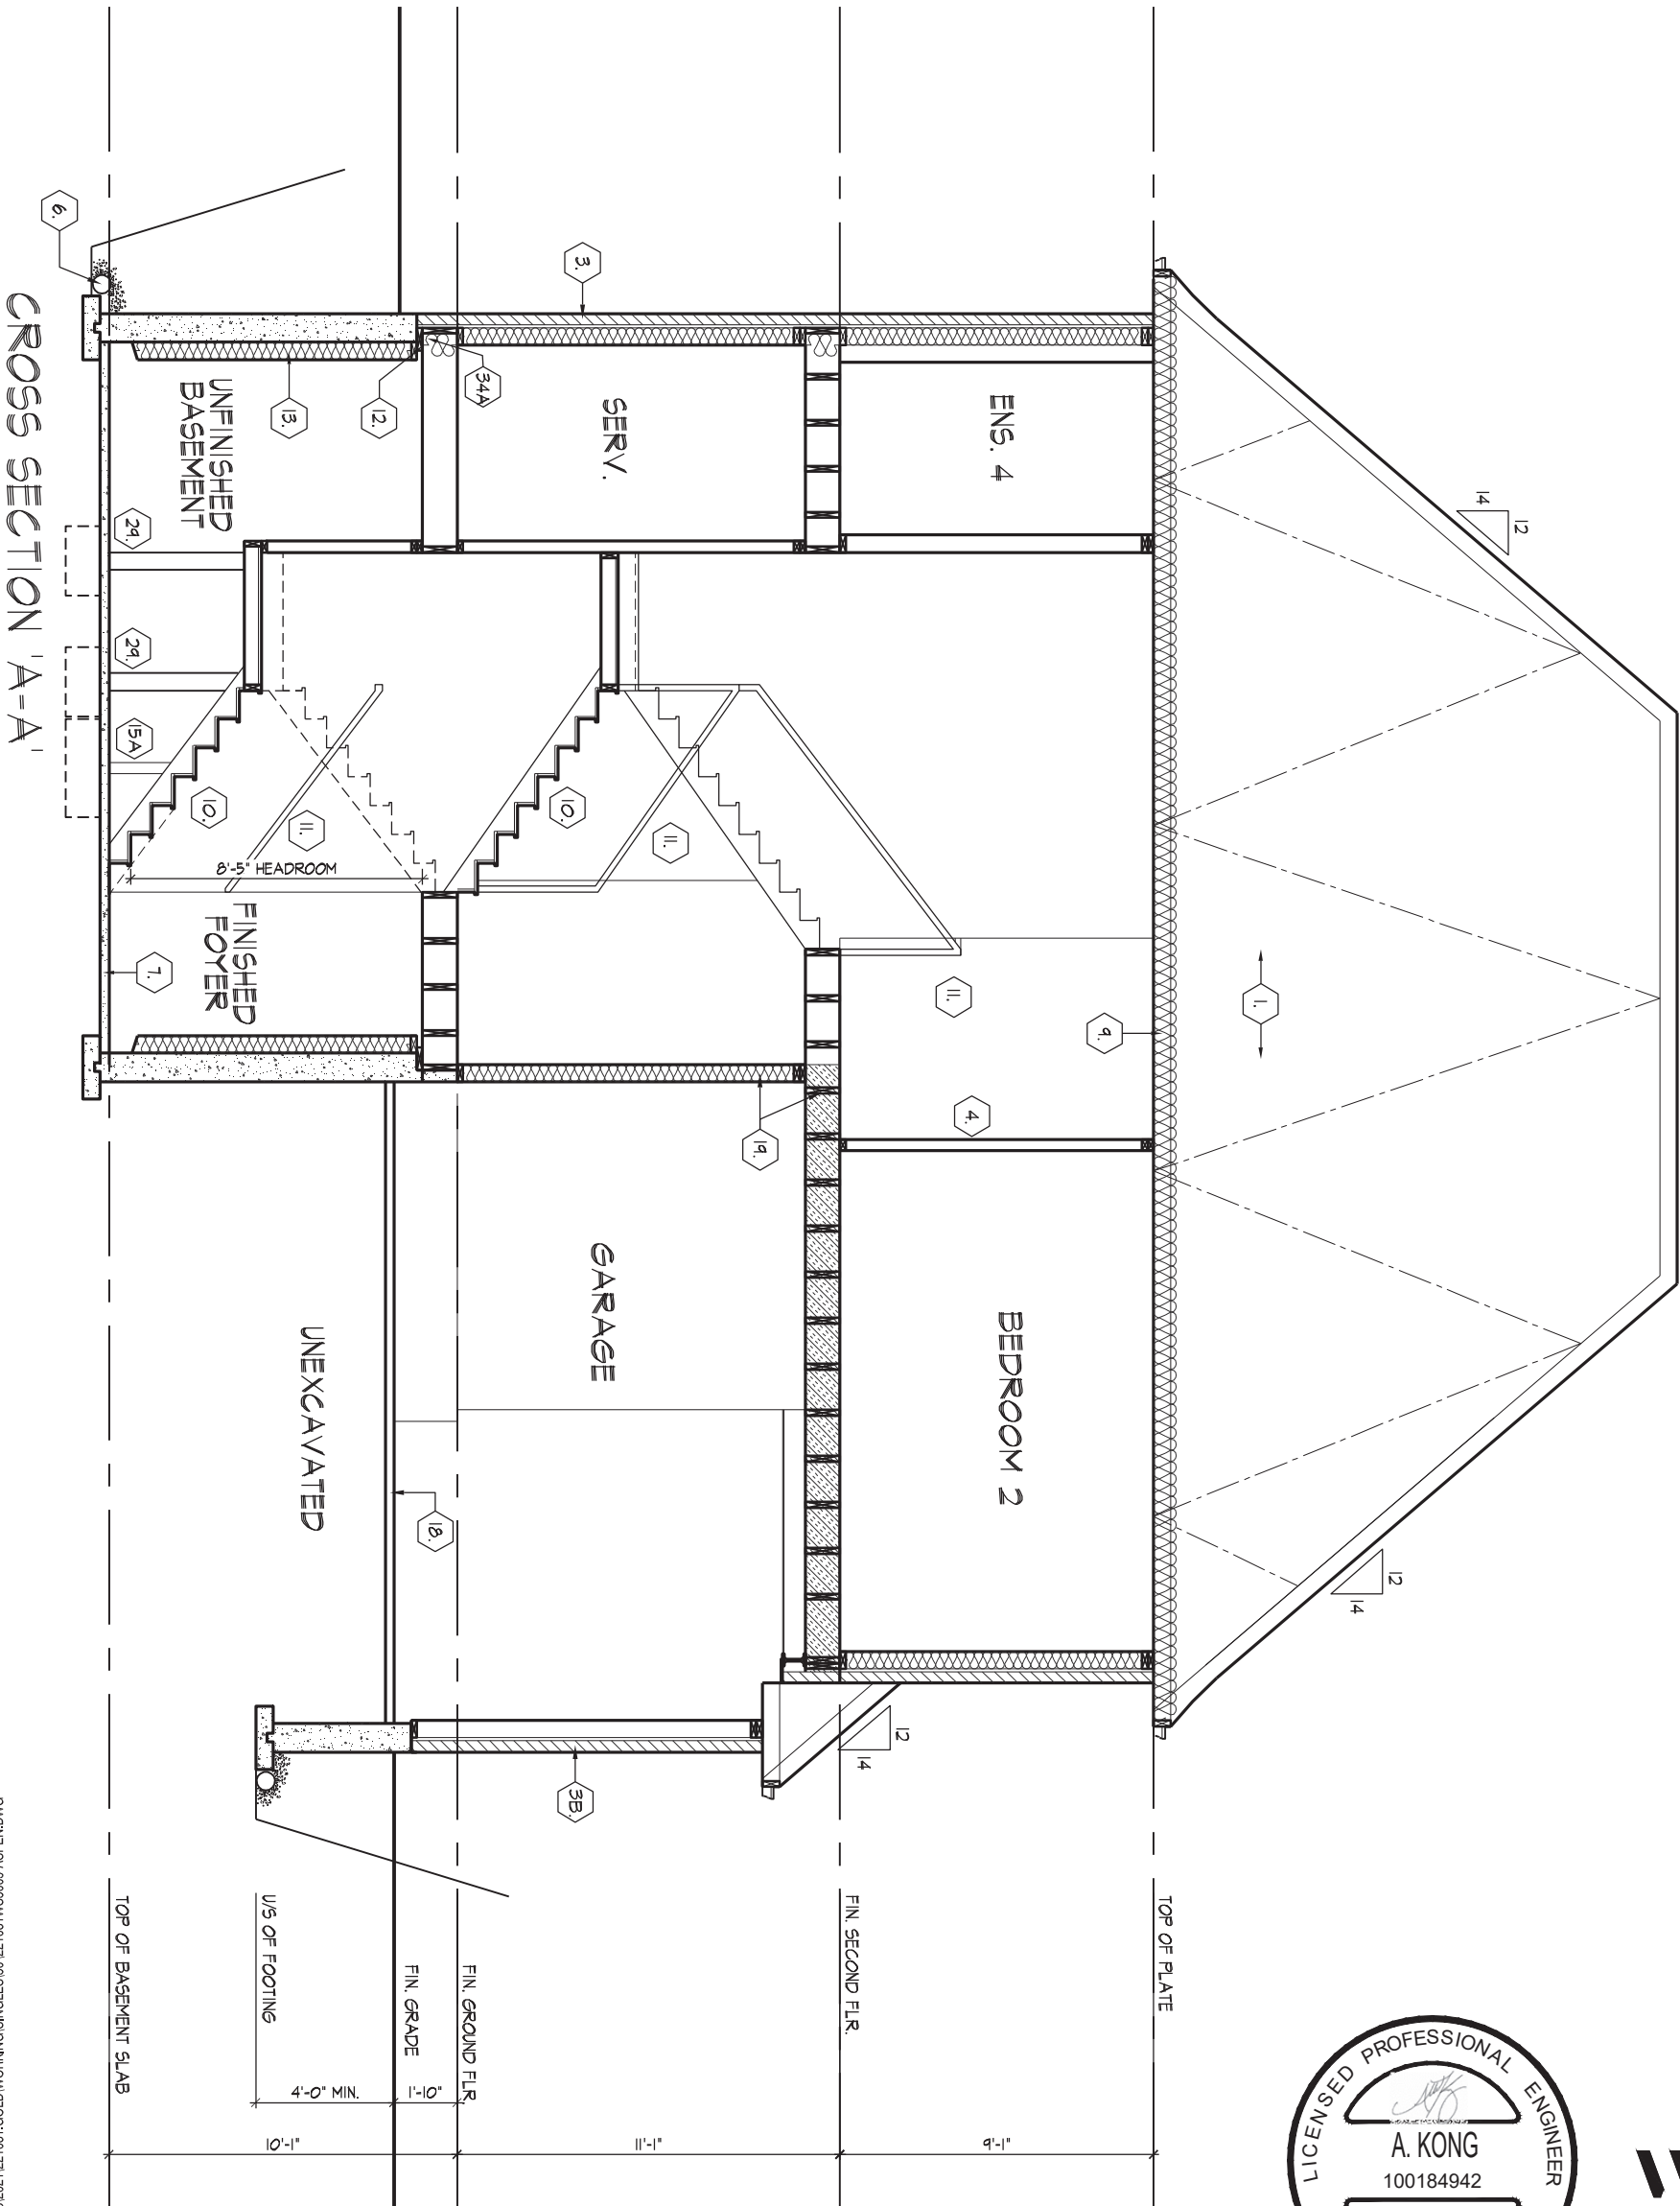 14
12
1.
12
14
9.
ENS. 4
11.
4.
BEDROOM 2
12
14
TOP OF PLATE
9'-1"
3.
SERV.
10.
11.
19.
GARAGE
3B.
FIN. SECOND FLR.
11'-1"
34A
12.
13.
UNFINISHED
BASEMENT
10.
11.
8'-5" HEADROOM
FINISHED
FOYER
18.
UNEXCAVATED
FIN. GROUND FLR
FIN. GRADE
1'-10"
4'-0" MIN.
U/S OF FOOTING
10'-1"
6.
29.
29.
15A
7.
TOP OF BASEMENT SLAB
CROSS SECTION 'A-A'
LICENSED PROFESSIONAL ENGINEER
A. KONG
100184942